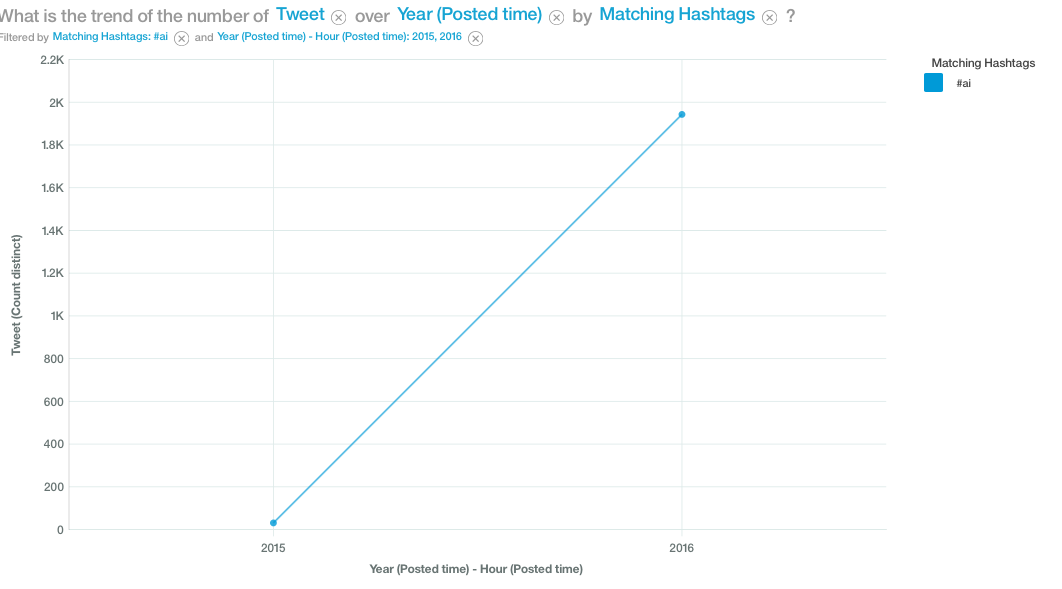 What is the trend of the number of Tweet over Year (Posted time) by Matching Hashtags ?
Filtered by Matching Hashtags: #ai and Year (Posted time) - Hour (Posted time): 2015, 2016
Matching Hashtags
#ai
2.2K
2K
1.8K
1.6K
1.4K
1.2K
1K
800
600
400
200
0
Tweet (Count distinct)
2015 2016
Year (Posted time) - Hour (Posted time)